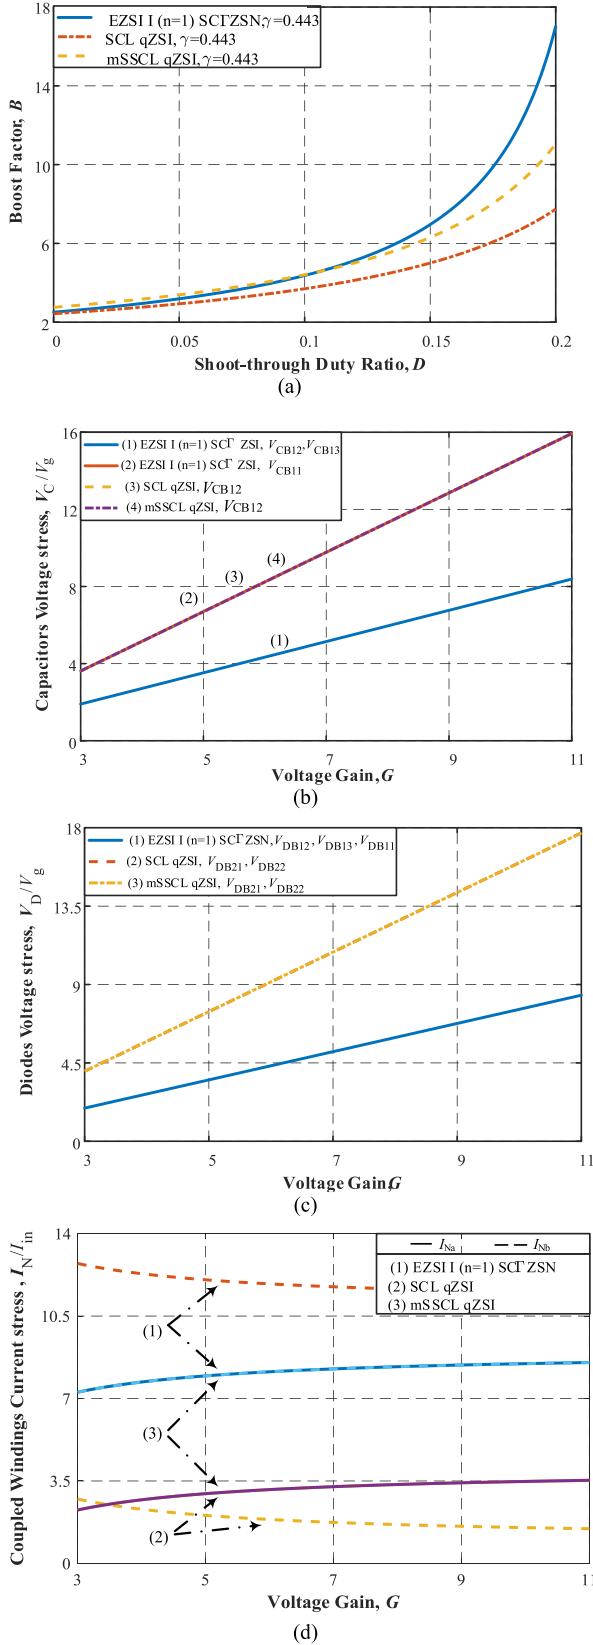 18
14
10
6
2
Boost Factor, B
EZSI I (n=1) SCΓZSN,γ=0.443
SCL qZSI, γ=0.443
mSSCL qZSI,γ=0.443
0 0.05 0.1 0.15 0.2
Shoot-through Duty Ratio, D
(a)
16
12
8
4
0
Capacitors Voltage stress, VC/Vg
(1) EZSI I (n=1) SCΓ ZSI, VCB12,VCB13
(2) EZSI I (n=1) SCΓ ZSI, VCB11
(3) SCL qZSI, VCB12
(4) mSSCL qZSI, VCB12
(4)
(3)
(2)
(1)
3 5 7 9 11
Voltage Gain,G
(b)
18
13.5
9
4.5
0
Diodes Voltage stress, VD/Vg
(1) EZSI I (n=1) SCΓ ZSN,VDB12, VDB13, VDB11
(2) SCL qZSI, VDB21, VDB22
(3) mSSCL qZSI, VDB21, VDB22
3 5 7 9 11
Voltage Gain,G
(c)
14
10.5
7
3.5
0
Coupled Windings Current stress , IN/Iin
INa INb
(1) EZSI I (n=1) SCΓ ZSN
(2) SCL qZSI
(3) mSSCL qZSI
(1)
(3)
(2)
3 5 7 9 11
Voltage Gain, G
(d)